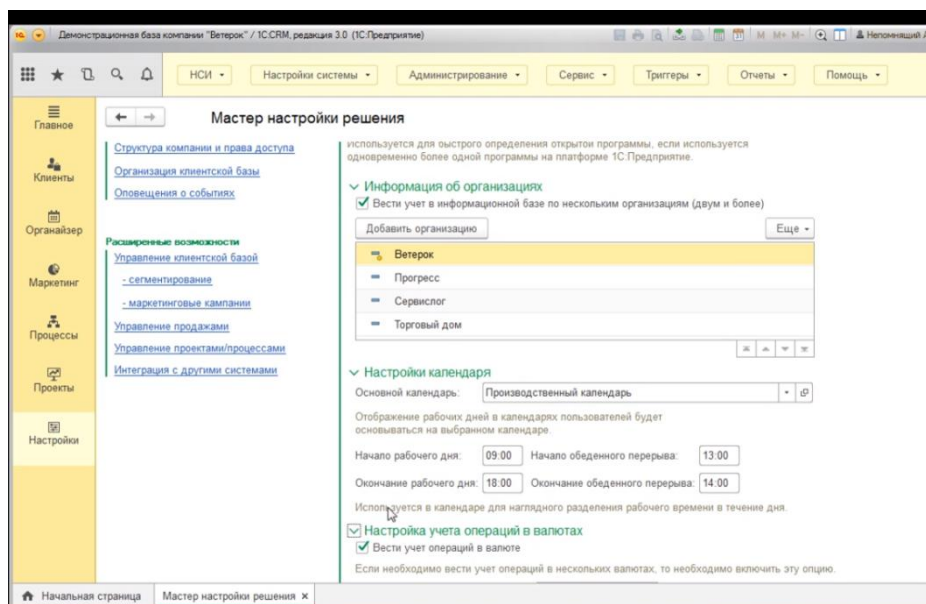 Демонстрационная база компании "Ветерок" / 1С:CRM, редакция 3.0 (1С:Предприятие)
M M+ M-
Непомнящий А
НСИ
Настройки системы
Администрирование
Сервис
Триггеры
Отчеты
Помощь
Главное
Клиенты
Органайзер
Маркетинг
Процессы
Проекты
Настройки
Мастер настройки решения
Структура компании и права доступа
Организация клиентской базы
Оповещения о событиях
Расширенные возможности
Управление клиентской базой
- сегментирование
- маркетинговые кампании
Управление продажами
Управление проектами/процессами
Интеграция с другими системами
Используется для быстрого определения открытой программы, если используется
одновременно более одной программы на платформе 1С:Предприятие.
Информация об организациях
Вести учет в информационной базе по нескольким организациям (двум и более)
Добавить организацию
Еще
Ветерок
Прогресс
Сервислог
Торговый дом
Настройки календаря
Основной календарь: Производственный календарь
Отображение рабочих дней в календарях пользователей будет
основываться на выбранном календаре.
Начало рабочего дня: 09:00 Начало обеденного перерыва: 13:00
Окончание рабочего дня: 18:00 Окончание обеденного перерыва: 14:00
Используется в календаре для наглядного разделения рабочего времени в течение дня.
Настройка учета операций в валютах
Вести учет операций в валюте
Если необходимо вести учет операций в нескольких валютах, то необходимо включить эту опцию.
Начальная страница
Мастер настройки решения ×